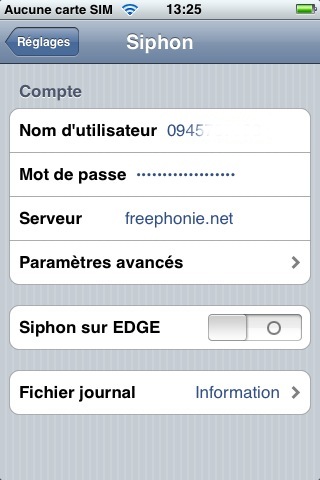 Aucune carte SIM 13:25
Réglages Siphon
Compte
Nom d'utilisateur 0945
Mot de passe ••••••••••••••••••
Serveur freephonie.net
Paramètres avancés
Siphon sur EDGE
Fichier journal Information